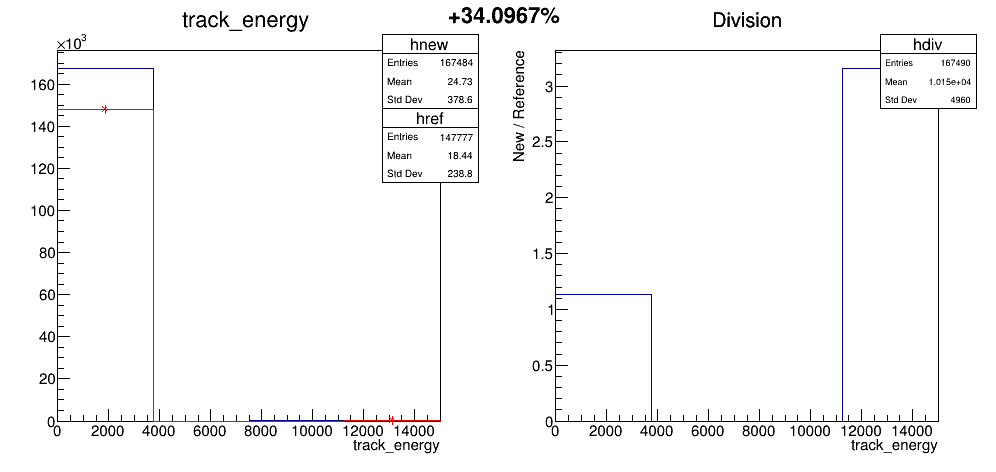 track_energy
+34.0967%
Division
×10³
hnew
Entries 167484
Mean 24.73
Std Dev 378.6
href
Entries 147777
Mean 18.44
Std Dev 238.8
160
140
120
100
80
60
40
20
0
0 2000 4000 6000 8000 10000 12000 14000
track_energy
hdiv
Entries 167490
Mean 1.015e+04
Std Dev 4960
New / Reference
3
2.5
2
1.5
1
0.5
0
0 2000 4000 6000 8000 10000 12000 14000
track_energy